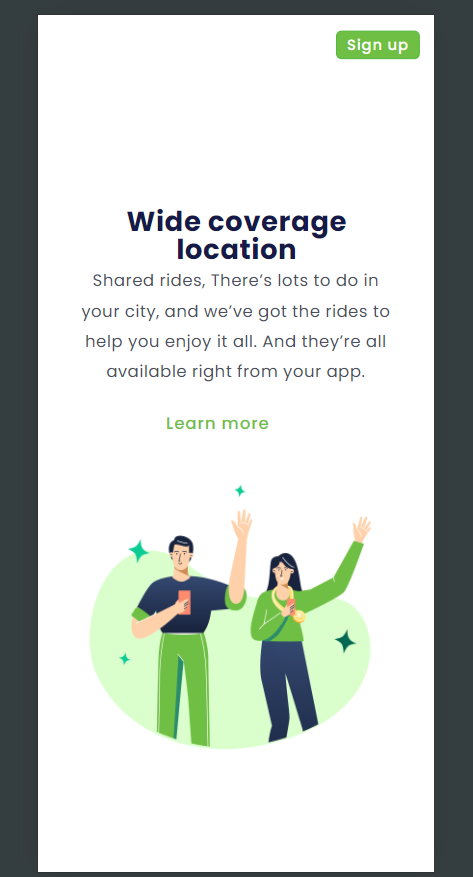 Sign up
Wide coverage
location
Shared rides, There’s lots to do in
your city, and we’ve got the rides to
help you enjoy it all. And they’re all
available right from your app.
Learn more